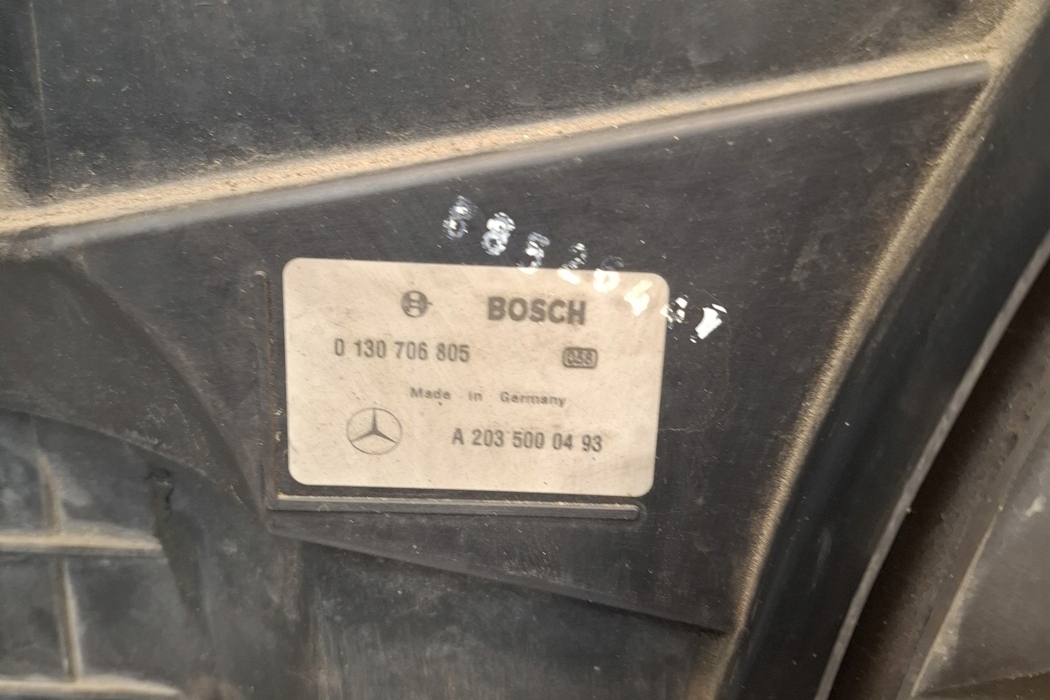 BOSCH
0 130 706 805
Made in Germany
A 203 500 04 93